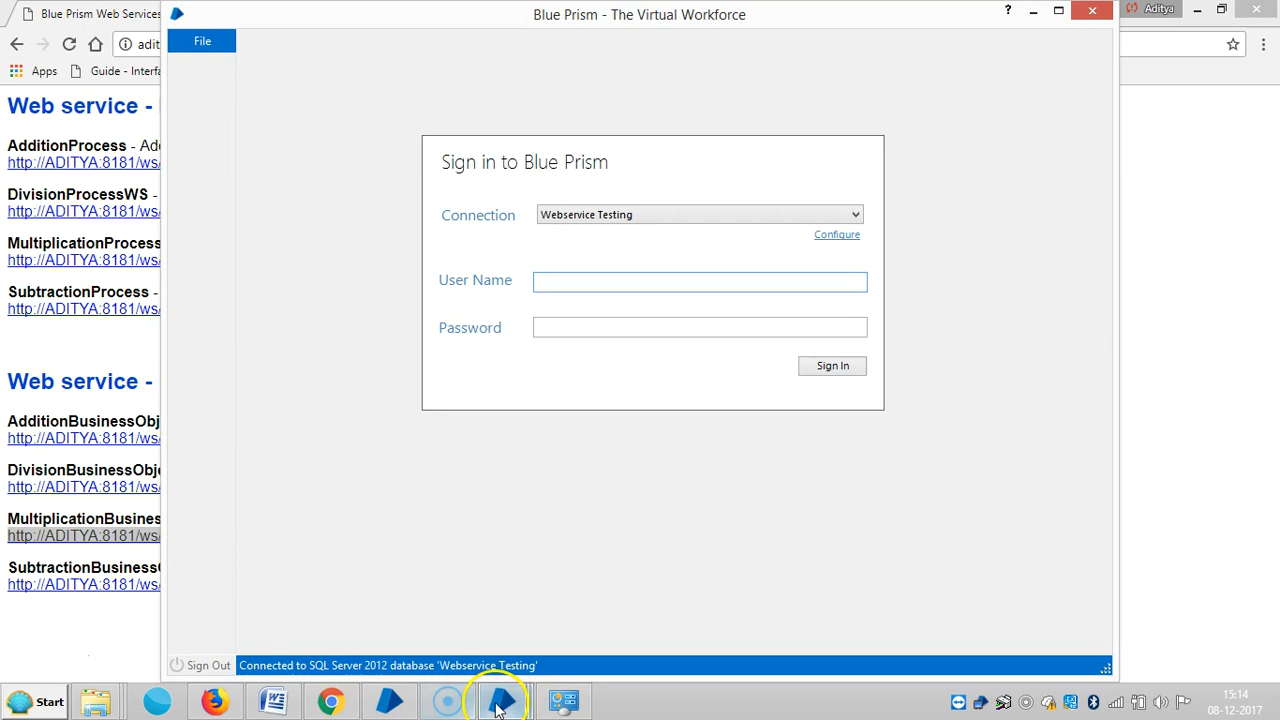 Blue Prism Web Services
Blue Prism - The Virtual Workforce
?
Aditya
File
adit
Apps
Guide - Interfa
Web service -
AdditionProcess - Ad
http://ADITYA:8181/ws/
DivisionProcessWS -
http://ADITYA:8181/ws/
MultiplicationProcess
http://ADITYA:8181/ws/
SubtractionProcess -
http://ADITYA:8181/ws/
Web service -
AdditionBusinessObj
http://ADITYA:8181/ws/
DivisionBusinessObj
http://ADITYA:8181/ws/
MultiplicationBusines
http://ADITYA:8181/ws/
SubtractionBusiness
http://ADITYA:8181/ws/
Sign in to Blue Prism
Connection
Webservice Testing
Configure
User Name
Password
Sign In
Sign Out
Connected to SQL Server 2012 database 'Webservice Testing'
Start
15:14
08-12-2017